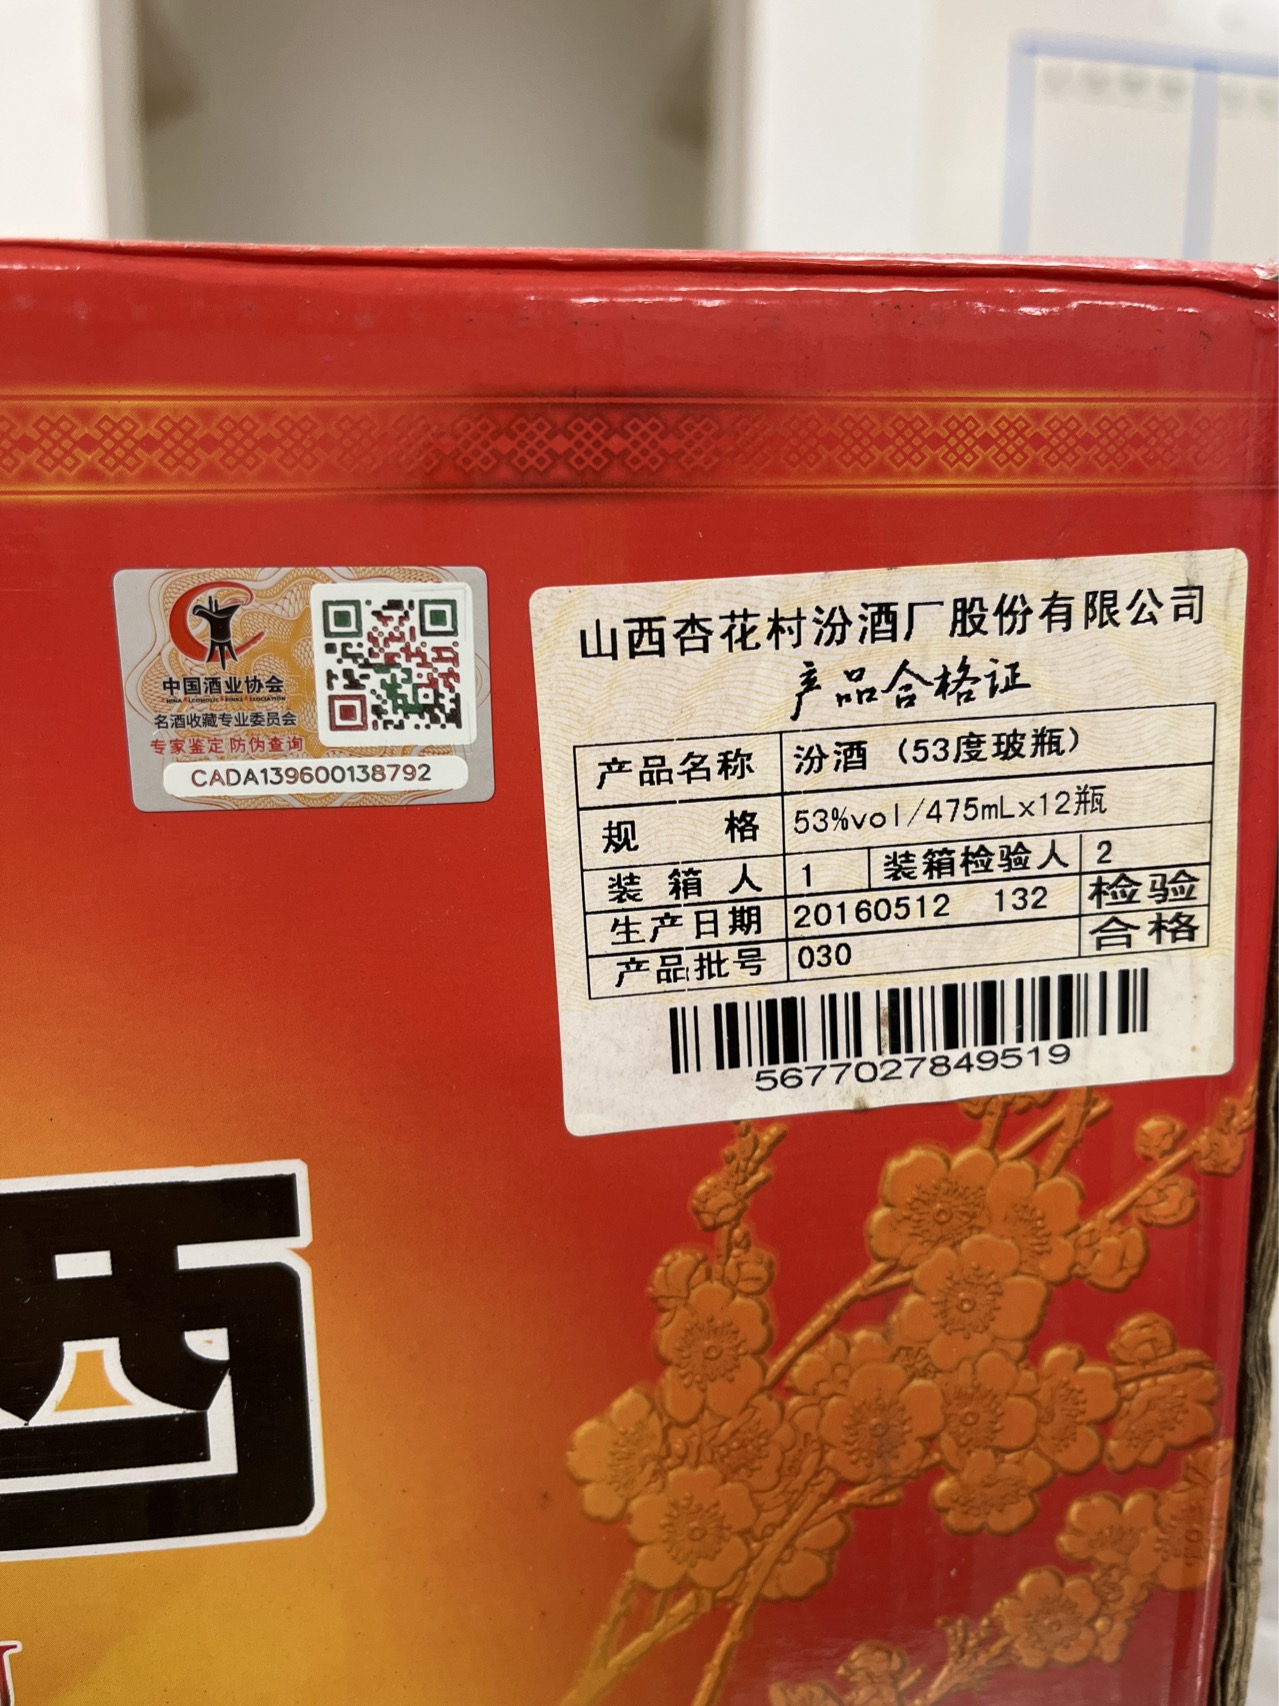 中国酒业协会
CHINA ALCOHOLIC DRINKS ASSOCIATION
名酒收藏专业委员会
专家鉴定 防伪查询
CADA139600138792
山西杏花村汾酒厂股份有限公司
产品合格证
产品名称 汾酒（53度玻瓶）
规 格 53%vol/475mLx12瓶
装 箱 人 1 装箱检验人 2
生产日期 20160512 132 检验
产品批号 030 合格
5677027849519